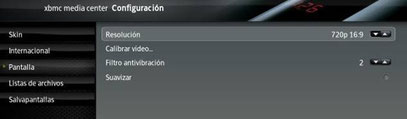 xbmc media center Configuración
Skin
Internacional
Pantalla
Listas de archivos
Salvapantallas
Resolución 720p 16:9
Calibrar video...
Filtro antivibración 2
Suavizar